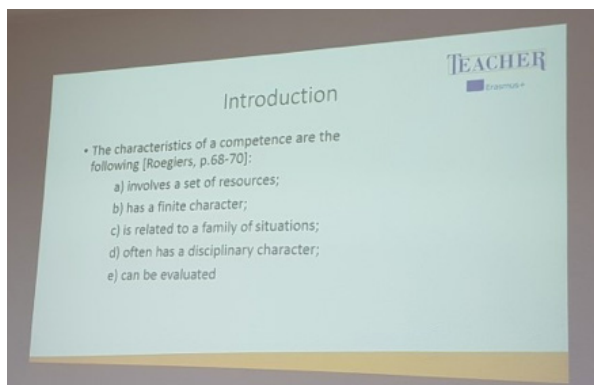 TEACHER
Erasmus+
Introduction
• The characteristics of a competence are the
following [Roegiers, p.68-70]:
a) involves a set of resources;
b) has a finite character;
c) is related to a family of situations;
d) often has a disciplinary character;
e) can be evaluated